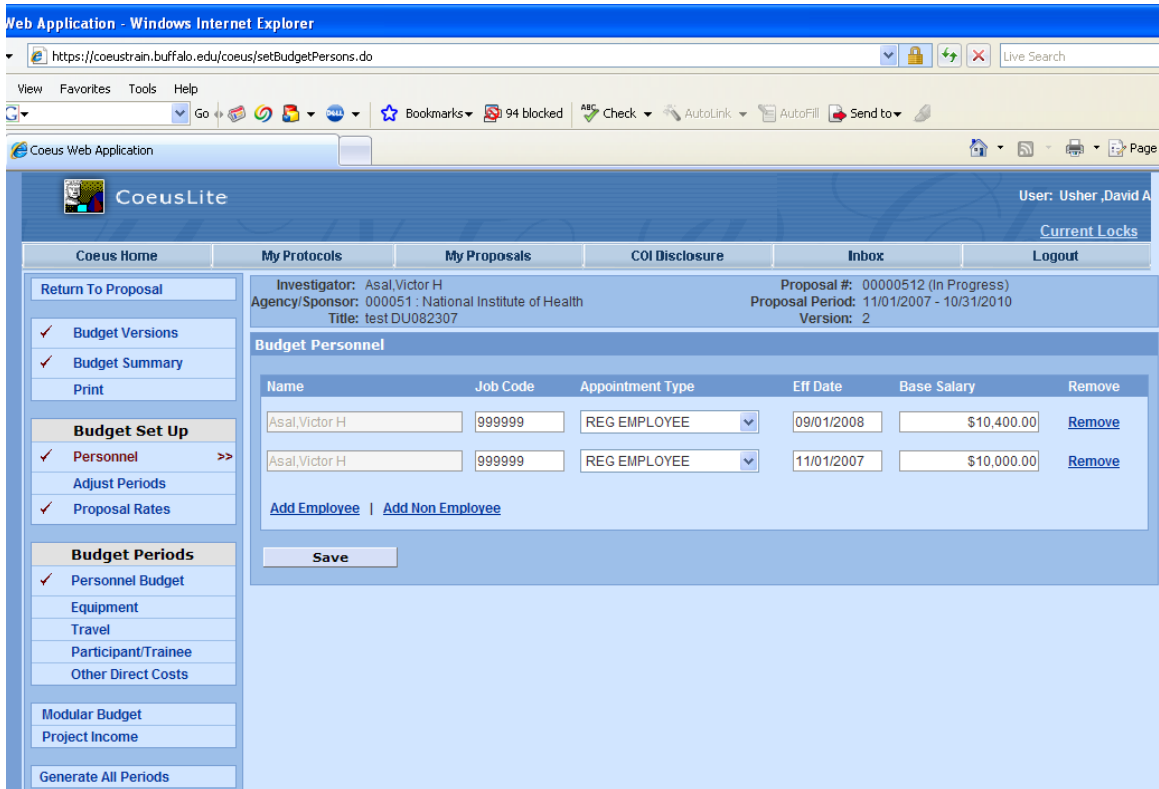 Web Application - Windows Internet Explorer
https://coeustrain.buffalo.edu/coeus/setBudgetPersons.do
Live Search
View Favorites Tools Help
Go
Bookmarks 94 blocked ABC Check AutoLink AutoFill Send to
Coeus Web Application
Page
CoeusLite
User: Usher ,David A
Current Locks
Coeus Home My Protocols My Proposals COI Disclosure Inbox Logout
Return To Proposal
Budget Versions
Budget Summary
Print
Budget Set Up
Personnel >>
Adjust Periods
Proposal Rates
Budget Periods
Personnel Budget
Equipment
Travel
Participant/Trainee
Other Direct Costs
Modular Budget
Project Income
Generate All Periods
Investigator: Asal,Victor H Proposal #: 00000512 (In Progress)
Agency/Sponsor: 000051 : National Institute of Health Proposal Period: 11/01/2007 - 10/31/2010
Title: test DU082307 Version: 2
Budget Personnel
Name Job Code Appointment Type Eff Date Base Salary Remove
Asal,Victor H 999999 REG EMPLOYEE 09/01/2008 $10,400.00 Remove
Asal,Victor H 999999 REG EMPLOYEE 11/01/2007 $10,000.00 Remove
Add Employee | Add Non Employee
Save